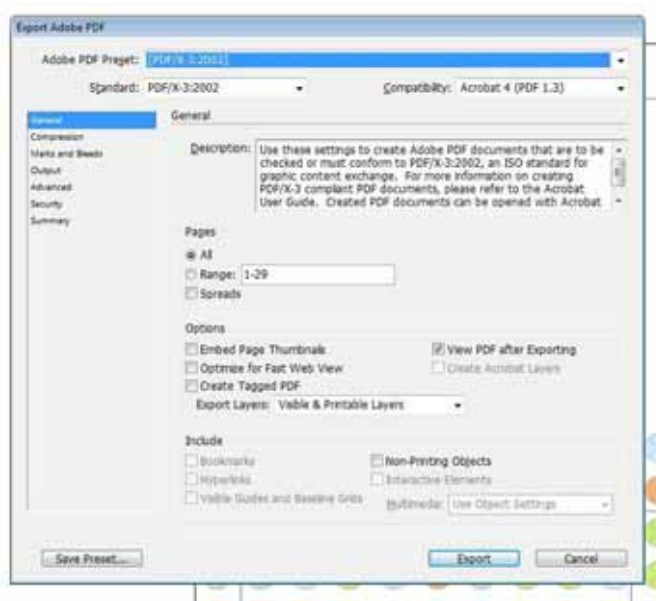 Export Adobe PDF
Adobe PDF Preset: [PDF/X-3:2002]
Standard: PDF/X-3:2002
Compatibility: Acrobat 4 (PDF 1.3)
General
Compression
Marks and Bleeds
Output
Advanced
Security
Summary
General
Description: Use these settings to create Adobe PDF documents that are to be
checked or must conform to PDF/X-3:2002, an ISO standard for
graphic content exchange. For more information on creating
PDF/X-3 compliant PDF documents, please refer to the Acrobat
User Guide. Created PDF documents can be opened with Acrobat
Pages
All
Range: 1-29
Spreads
Options
Embed Page Thumbnails
View PDF after Exporting
Optimize for Fast Web View
Create Acrobat Layers
Create Tagged PDF
Export Layers: Visible & Printable Layers
Include
Bookmarks
Non-Printing Objects
Hyperlinks
Interactive Elements
Visible Guides and Baseline Grids
Multimedia: Use Object Settings
Save Preset...
Export
Cancel